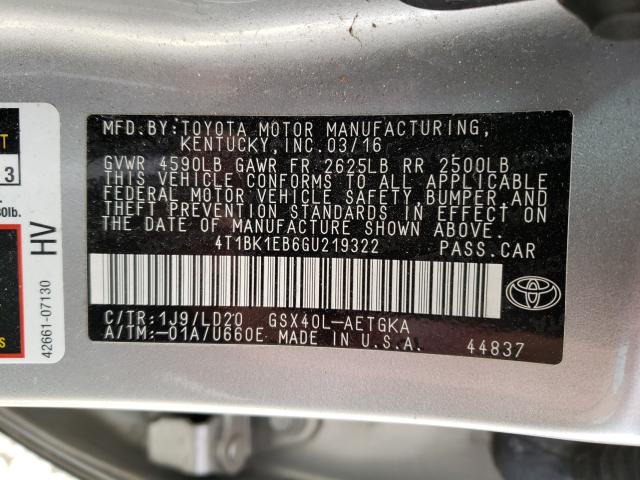 MFD.BY:TOYOTA MOTOR MANUFACTURING,
KENTUCKY, INC. 03/16
GVWR 4590LB GAWR FR 2625LB RR 2500LB
THIS VEHICLE CONFORMS TO ALL APPLICABLE
FEDERAL MOTOR VEHICLE SAFETY, BUMPER, AND
THEFT PREVENTION STANDARDS IN EFFECT ON
THE DATE OF MANUFACTURE SHOWN ABOVE.
4T1BK1EB6GU219322 PASS.CAR
C/TR:1J9/LD20 GSX40L-AETGKA
A/TM:-01A/U660E MADE IN U.S.A. 44837
3
HV
42661-07130